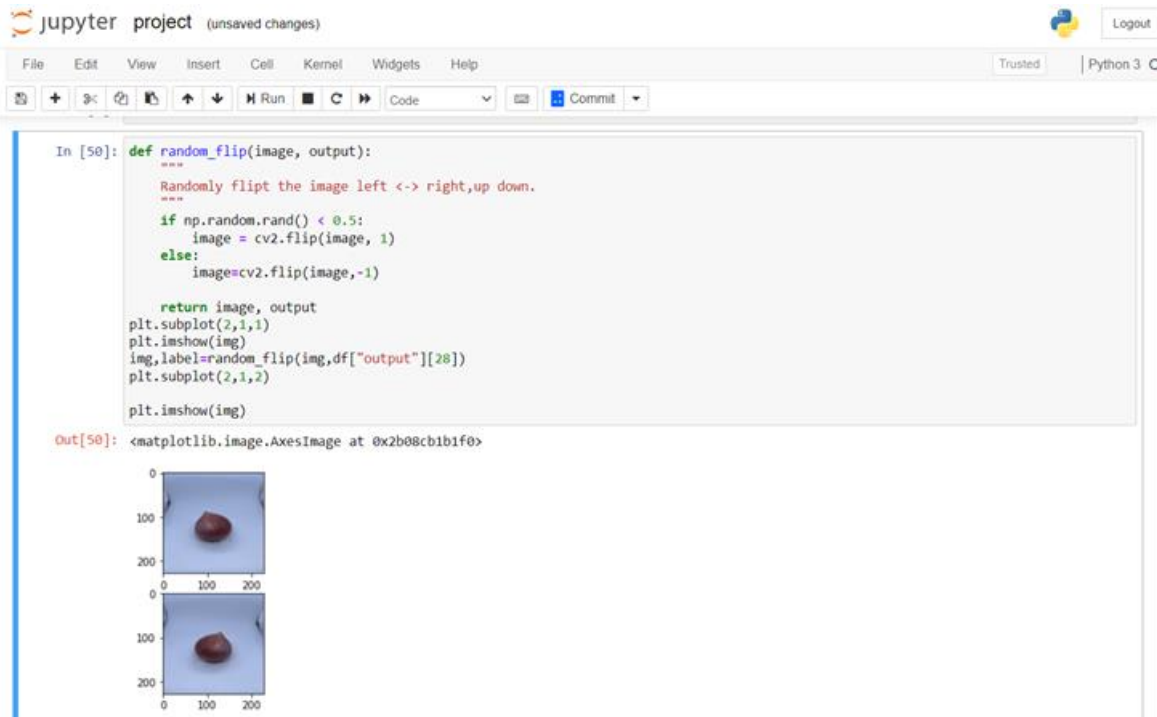 jupyter project (unsaved changes)
Logout
File Edit View Insert Cell Kernel Widgets Help
Trusted
Python 3
Run
Code
Commit
In [50]: def random_flip(image, output):
"""
Randomly flipt the image left <-> right,up down.
"""
if np.random.rand() < 0.5:
image = cv2.flip(image, 1)
else:
image=cv2.flip(image,-1)
return image, output
plt.subplot(2,1,1)
plt.imshow(img)
img,label=random_flip(img,df["output"][28])
plt.subplot(2,1,2)
plt.imshow(img)
Out[50]: <matplotlib.image.AxesImage at 0x2b08cb1b1f0>
0
100
200
0 100 200
0
100
200
0 100 200